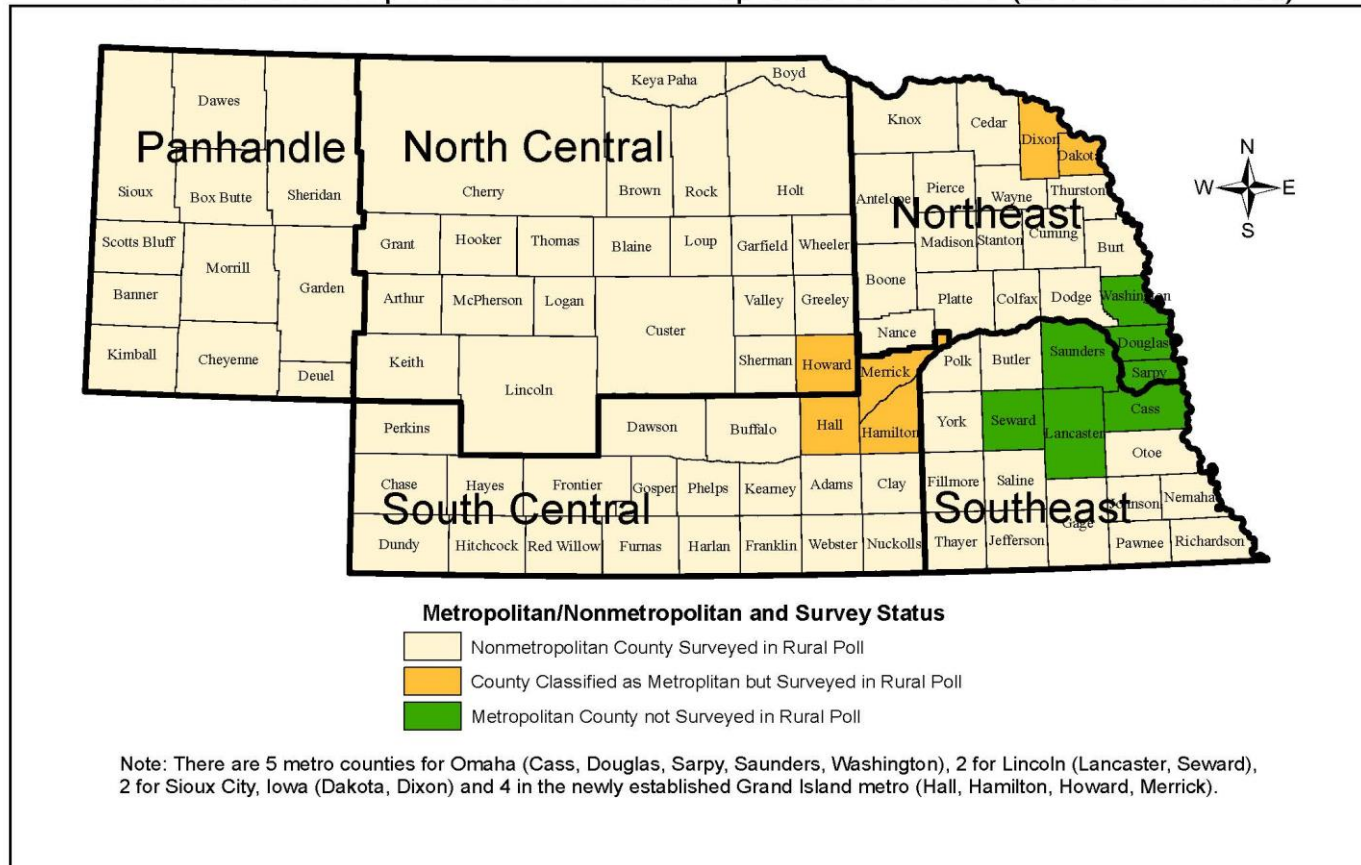 Keya Paha
Boyd
Dawes
Knox
Cedar
Dixon
Dakota
Panhandle
North Central
Sioux
Box Butte
Sheridan
Cherry
Brown
Rock
Holt
Antelope
Pierce
Wayne
Thurston
Northeast
N
W
E
S
Scotts Bluff
Morrill
Garden
Grant
Hooker
Thomas
Blaine
Loup
Garfield
Wheeler
Madison
Stanton
Cuming
Burt
Banner
Arthur
McPherson
Logan
Custer
Valley
Greeley
Boone
Platte
Colfax
Dodge
Washington
Nance
Kimball
Cheyenne
Deuel
Keith
Lincoln
Sherman
Howard
Merrick
Polk
Butler
Saunders
Douglas
Sarpy
Perkins
Dawson
Buffalo
Hall
Hamilton
York
Seward
Lancaster
Cass
Otoe
Chase
Hayes
Frontier
Gosper
Phelps
Kearney
Adams
Clay
Fillmore
Saline
South Central
Southeast
Johnson
Nemaha
Gage
Dundy
Hitchcock
Red Willow
Furnas
Harlan
Franklin
Webster
Nuckolls
Thayer
Jefferson
Pawnee
Richardson
Metropolitan/Nonmetropolitan and Survey Status
Nonmetropolitan County Surveyed in Rural Poll
County Classified as Metroplitan but Surveyed in Rural Poll
Metropolitan County not Surveyed in Rural Poll
Note: There are 5 metro counties for Omaha (Cass, Douglas, Sarpy, Saunders, Washington), 2 for Lincoln (Lancaster, Seward),
2 for Sioux City, Iowa (Dakota, Dixon) and 4 in the newly established Grand Island metro (Hall, Hamilton, Howard, Merrick).